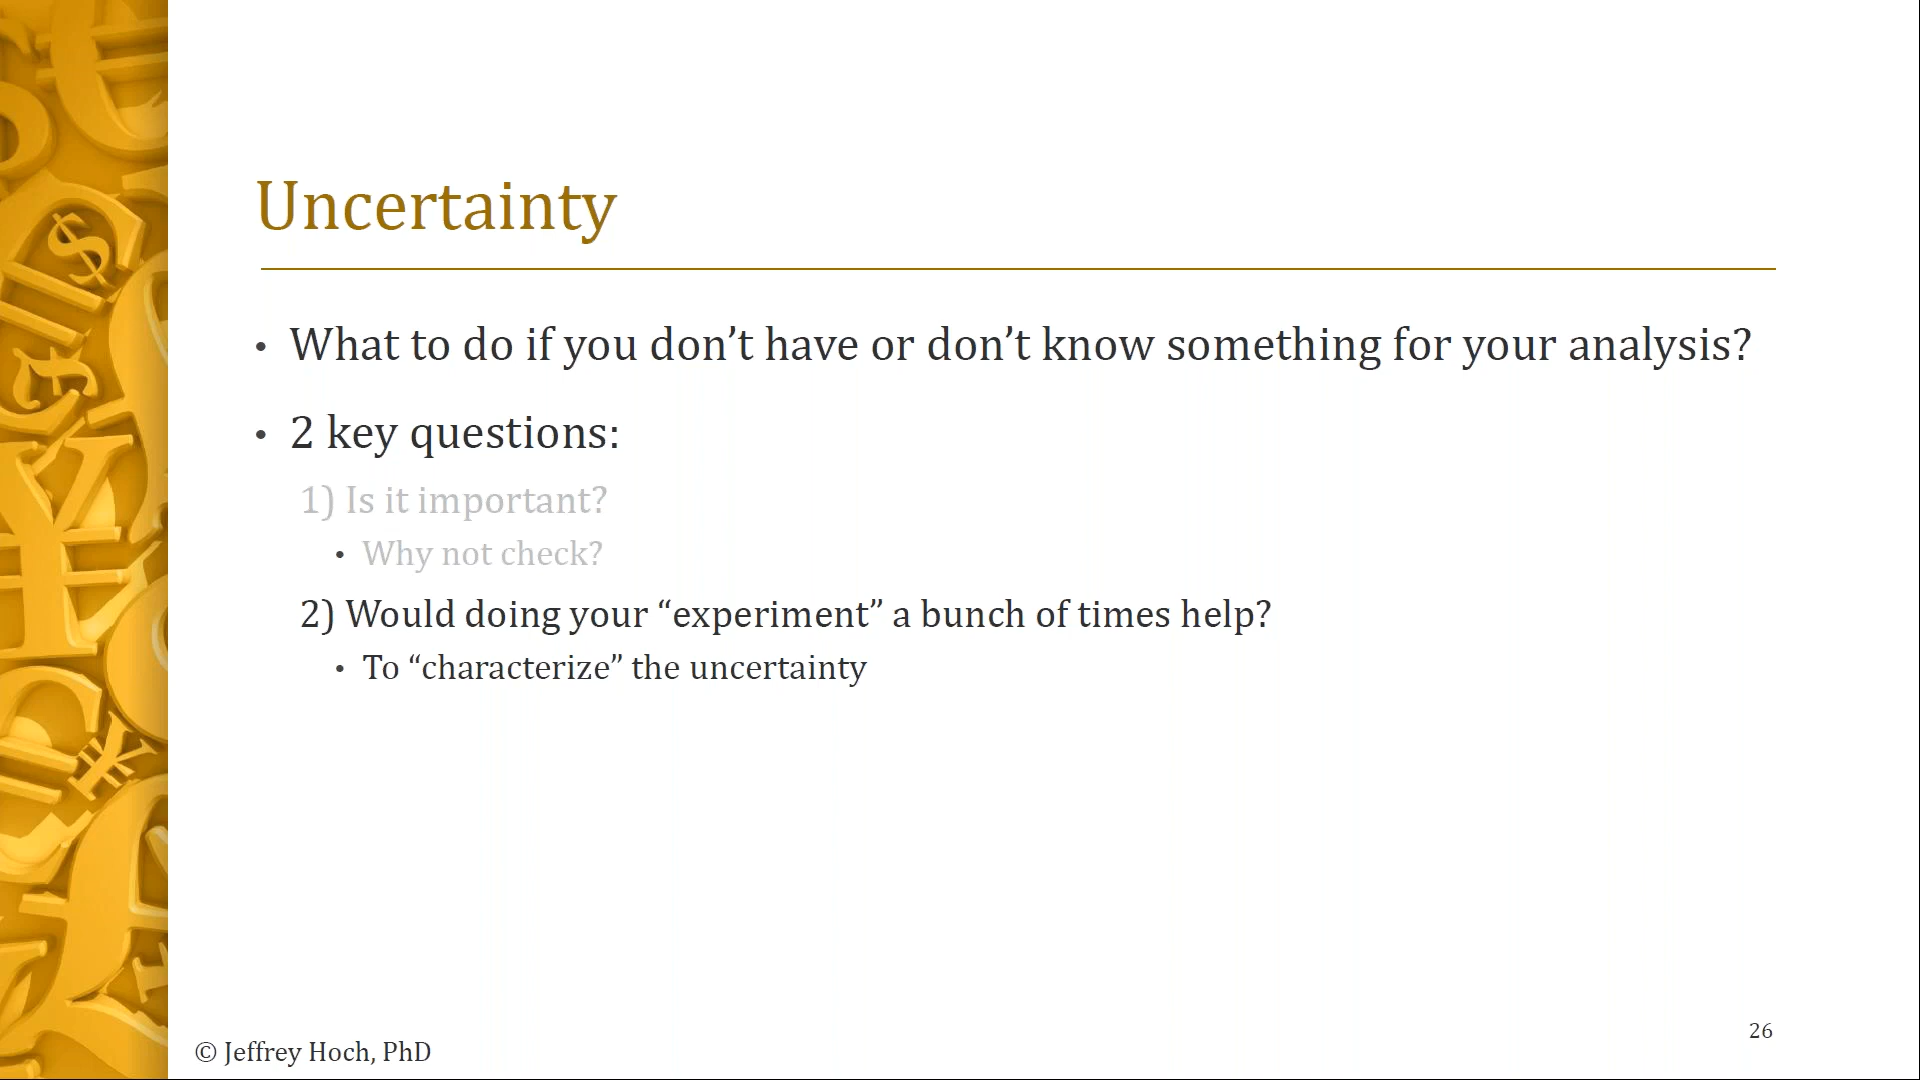 Uncertainty
• What to do if you don’t have or don’t know something for your analysis?
• 2 key questions:
1) Is it important?
• Why not check?
2) Would doing your “experiment” a bunch of times help?
• To “characterize” the uncertainty
26
© Jeffrey Hoch, PhD